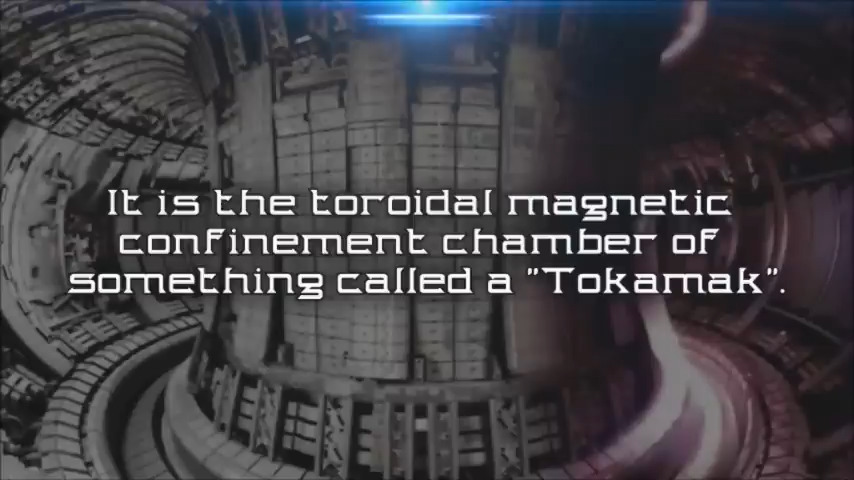 It is the toroidal magnetic
confinement chamber of
something called a "Tokamak".